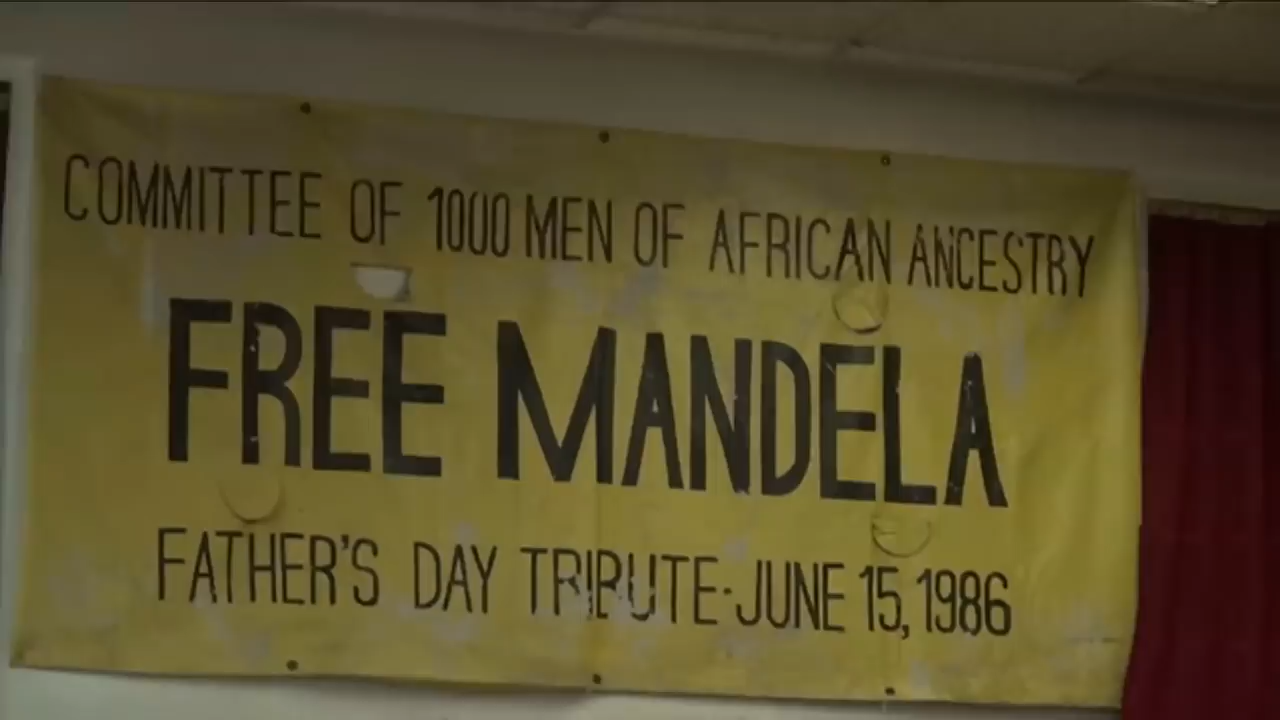 COMMITTEE OF 1000 MEN OF AFRICAN ANCESTRY
FREE MANDELA
FATHER'S DAY TRIBUTE-JUNE 15, 1986